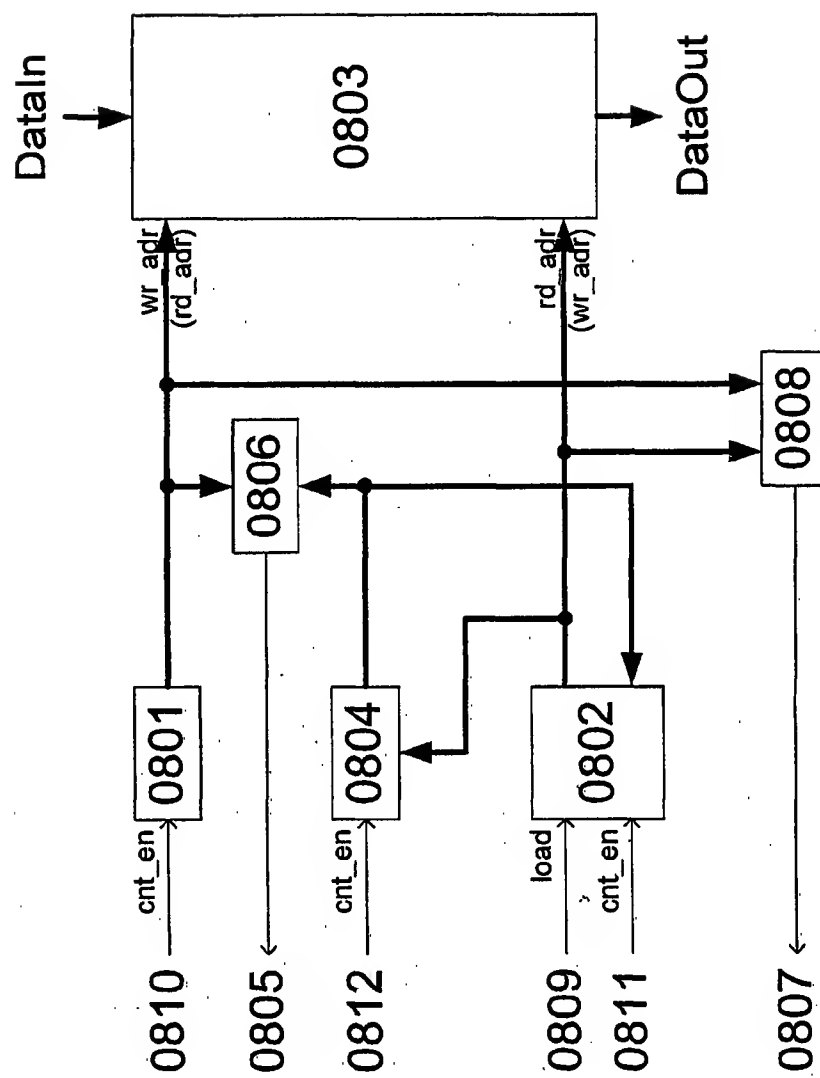 DataIn
0803
DataOut
wr_adr
(rd_adr)
rd_adr
(wr_adr)
0806
0808
0801
0804
0802
cnt_en
cnt_en
load
cnt_en
0810
0805
0812
0809
0811
0807